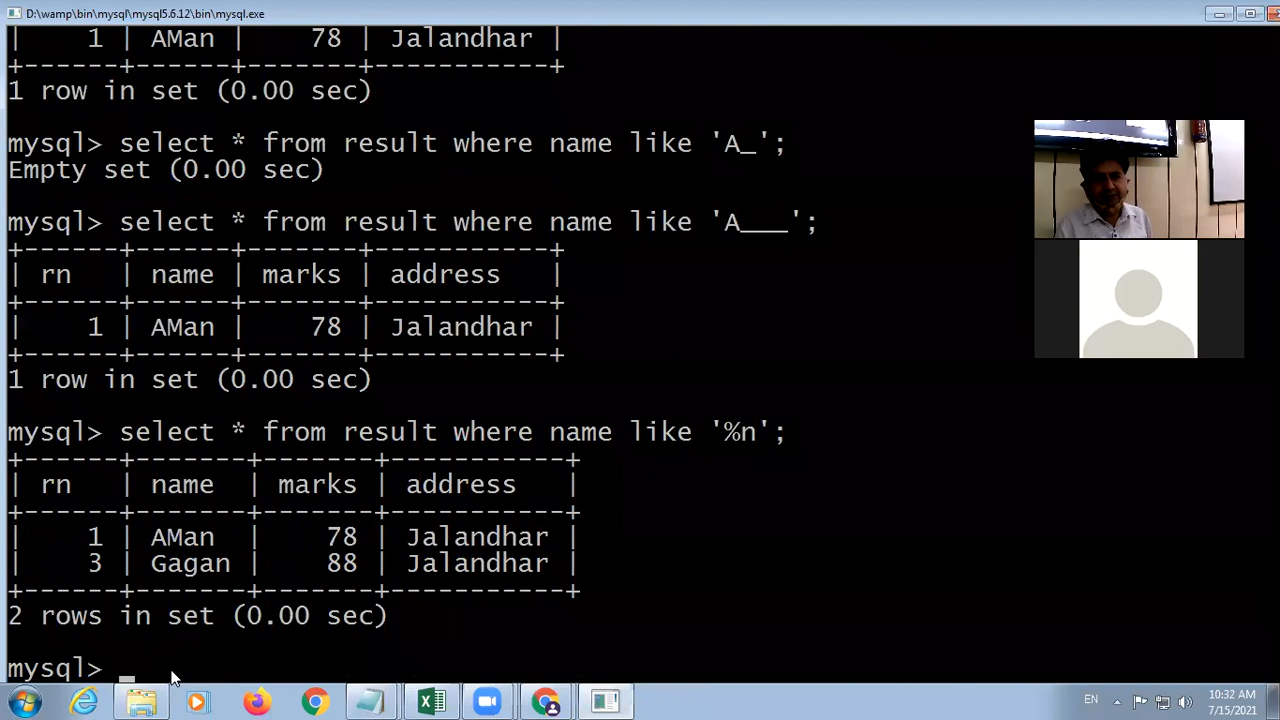 D:\wamp\bin\mysql\mysql5.6.12\bin\mysql.exe
|    1 | AMan |    78 | Jalandhar |
+------+------+-------+-----------+
1 row in set (0.00 sec)
mysql> select * from result where name like 'A_';
Empty set (0.00 sec)
mysql> select * from result where name like 'A___';
+------+------+-------+-----------+
| rn   | name | marks | address   |
+------+------+-------+-----------+
|    1 | AMan |    78 | Jalandhar |
+------+------+-------+-----------+
1 row in set (0.00 sec)
mysql> select * from result where name like '%n';
+------+-------+-------+-----------+
| rn   | name  | marks | address   |
+------+-------+-------+-----------+
|    1 | AMan  |    78 | Jalandhar |
|    3 | Gagan |    88 | Jalandhar |
+------+-------+-------+-----------+
2 rows in set (0.00 sec)
mysql> _
EN
10:32 AM
7/15/2021